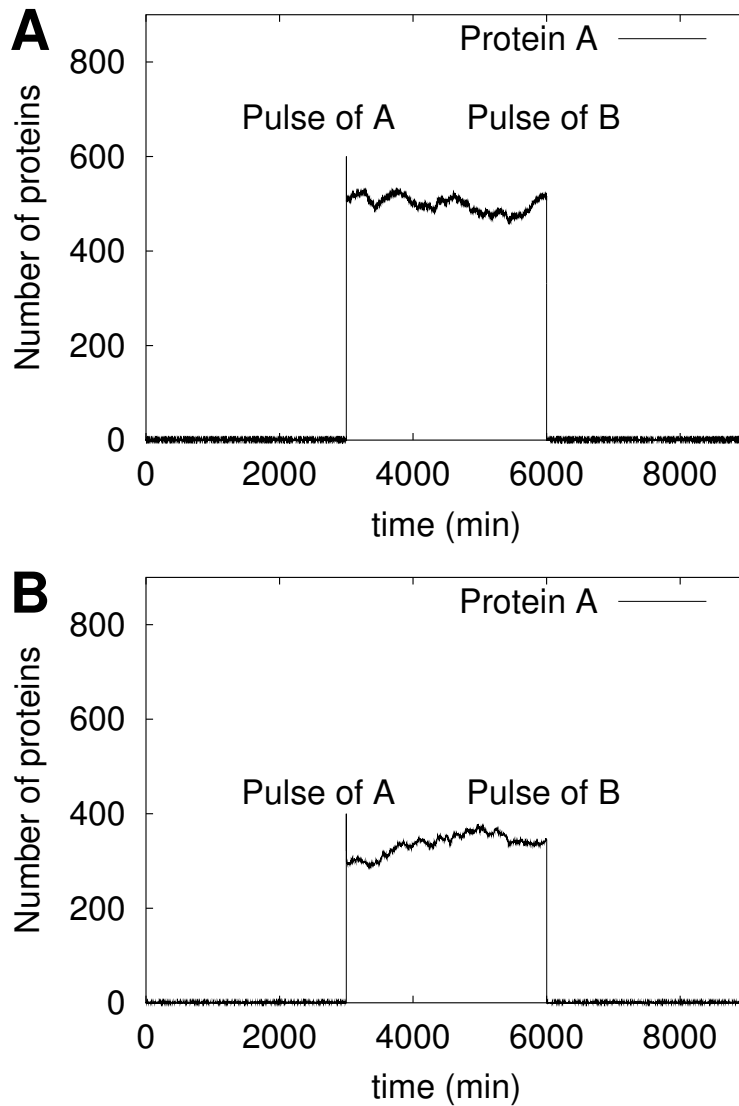 A
Protein A
800
Pulse of A
Pulse of B
600
400
200
0
Number of proteins
0 2000 4000 6000 8000
time (min)
B
Protein A
800
600
Pulse of A
Pulse of B
400
200
0
Number of proteins
0 2000 4000 6000 8000
time (min)